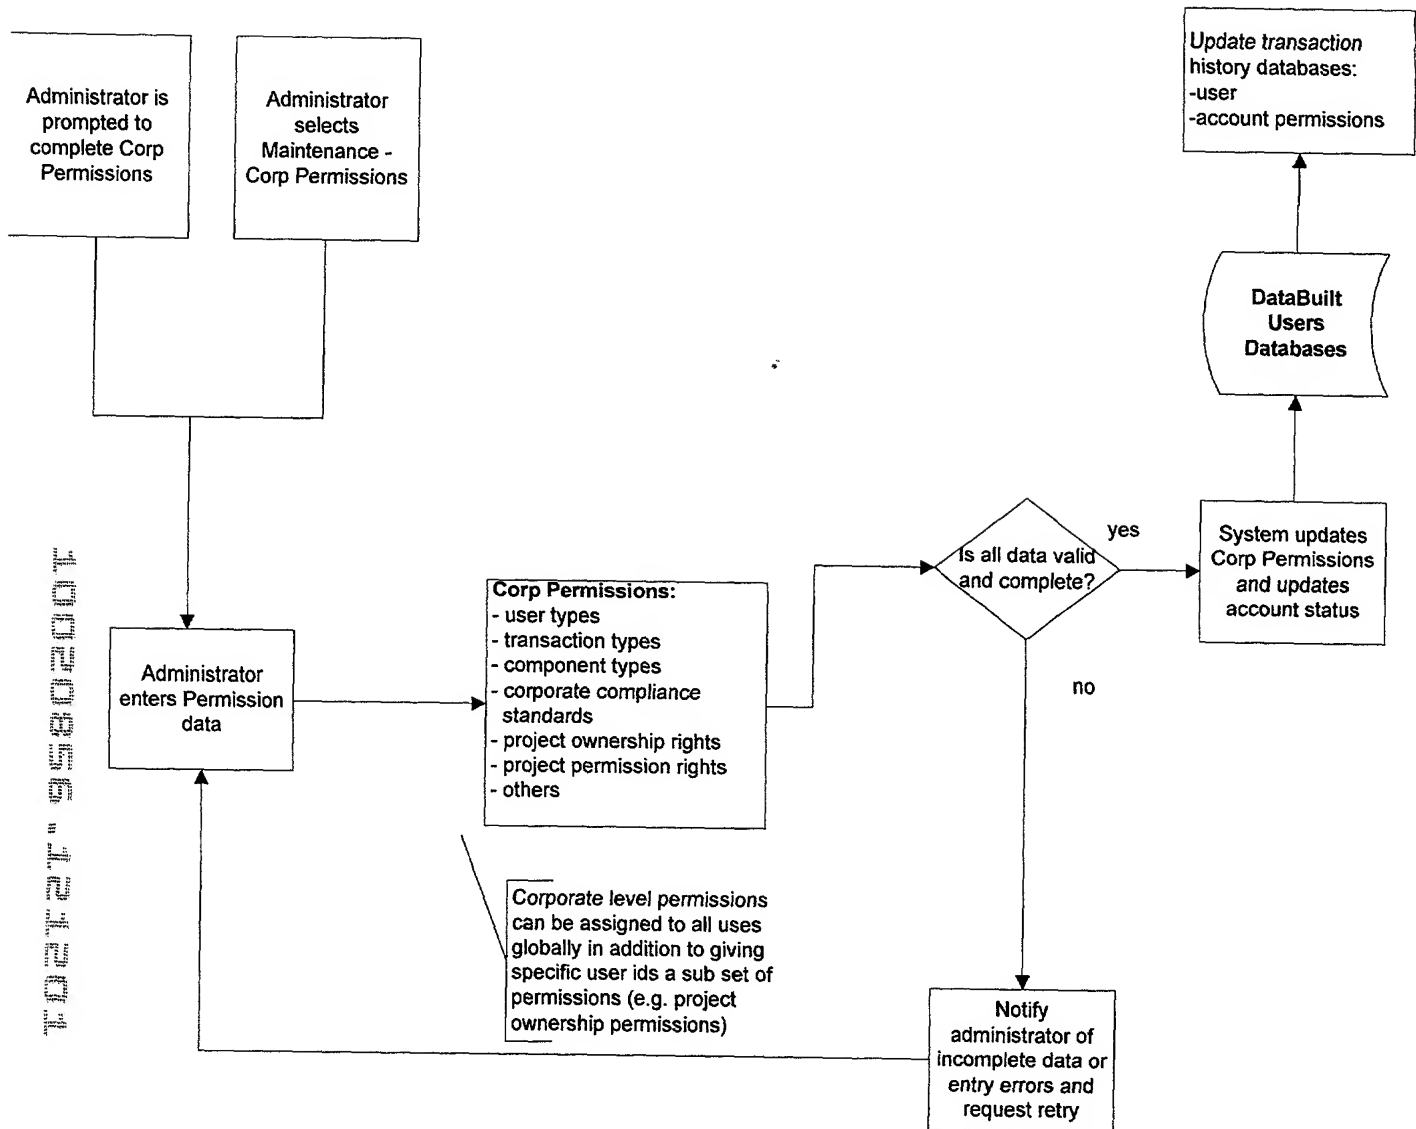 Administrator is
prompted to
complete Corp
Permissions
Administrator
selects
Maintenance -
Corp Permissions
Update transaction
history databases:
-user
-account permissions
DataBuilt
Users
Databases
System updates
Corp Permissions
and updates
account status
yes
Is all data valid
and complete?
no
Corp Permissions:
- user types
- transaction types
- component types
- corporate compliance
standards
- project ownership rights
- project permission rights
- others
Administrator
enters Permission
data
Corporate level permissions
can be assigned to all uses
globally in addition to giving
specific user ids a sub set of
permissions (e.g. project
ownership permissions)
Notify
administrator of
incomplete data or
entry errors and
request retry
10020856.121201